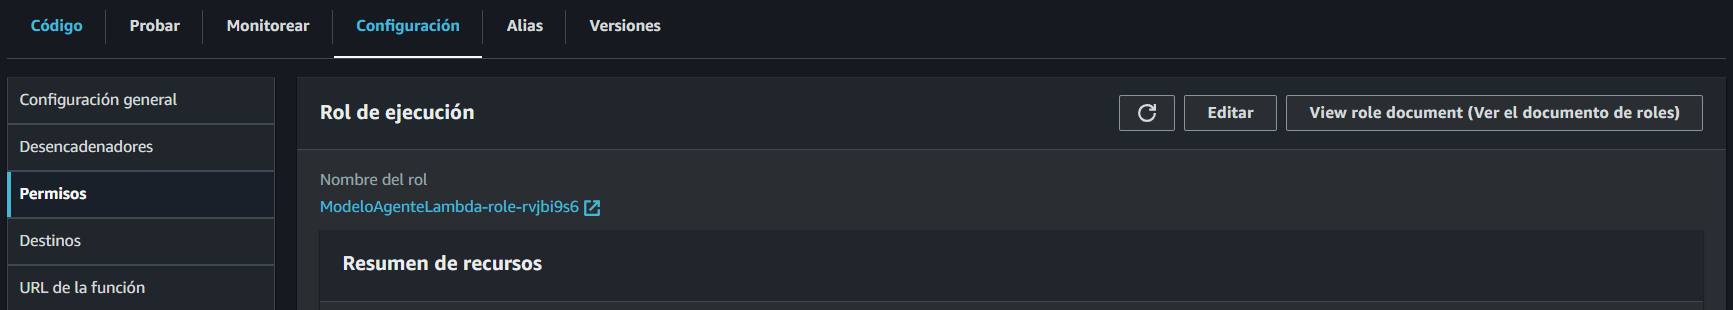 Código Probar Monitorear Configuración Alias Versiones
Configuración general
Desencadenadores
Permisos
Destinos
URL de la función
Rol de ejecución
Editar
View role document (Ver el documento de roles)
Nombre del rol
ModeloAgenteLambda-role-rvjbi9s6
Resumen de recursos